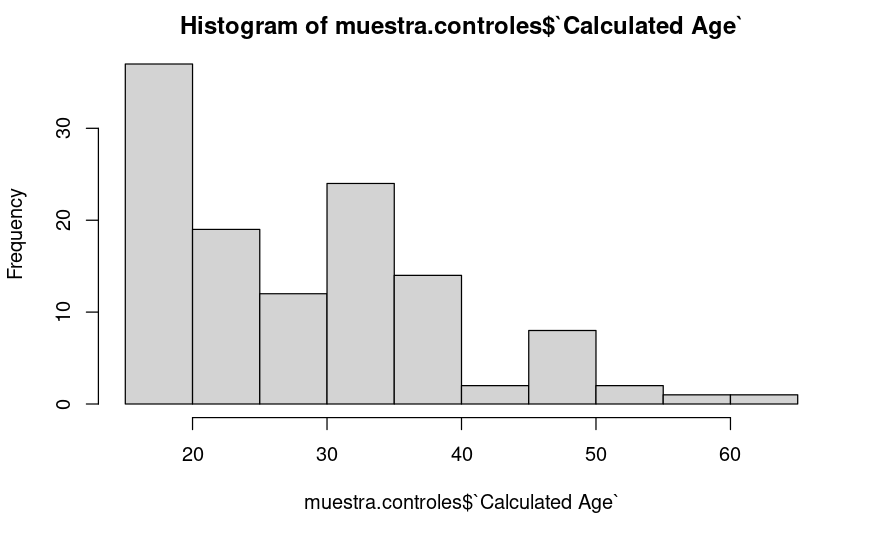 Histogram of muestra.controles$`Calculated Age`
Frequency
30
20
10
0
20 30 40 50 60
muestra.controles$`Calculated Age`